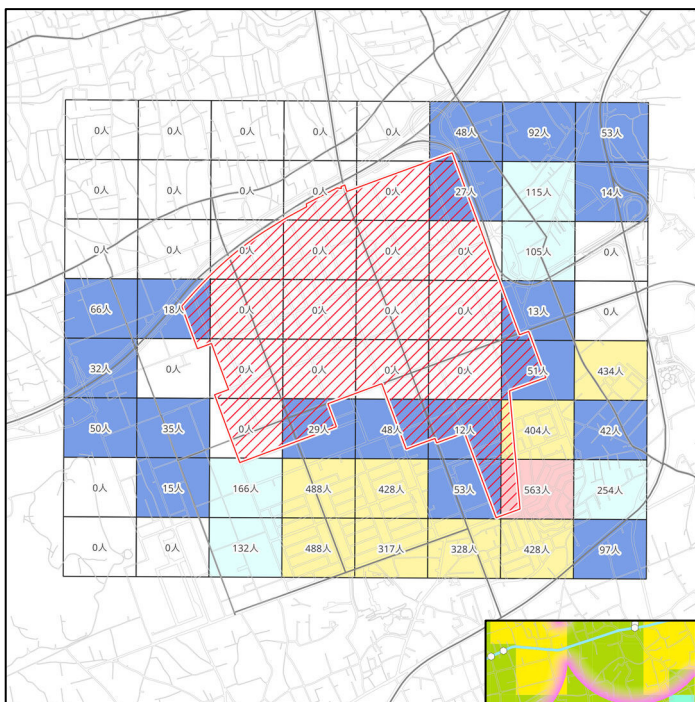 0人 0人 0人 0人 0人 48人 92人 53人
0人 0人 0人 0人 0人 27人 115人 14人
0人 0人 0人 0人 0人 0人 105人 0人
66人 18人 0人 0人 0人 0人 13人 0人
32人 0人 0人 0人 0人 0人 51人 434人
50人 35人 0人 29人 48人 12人 404人 42人
0人 15人 166人 488人 428人 53人 563人 254人
0人 0人 132人 488人 317人 328人 428人 97人